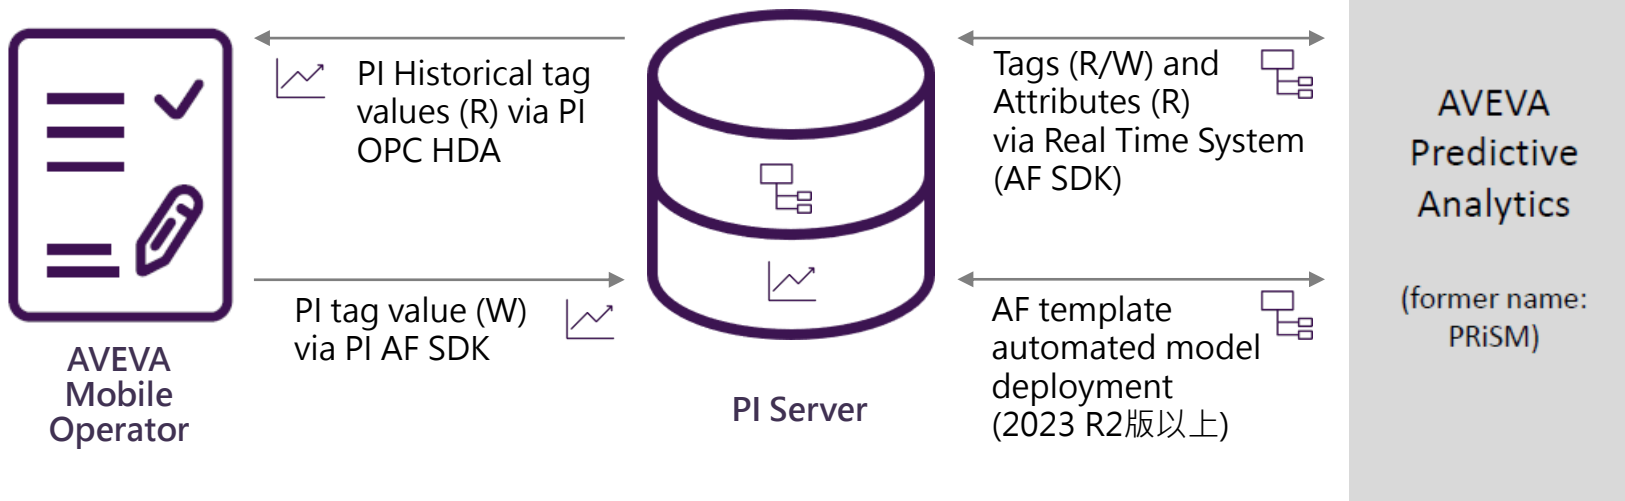 PI Historical tag
values (R) via PI
OPC HDA
PI tag value (W)
via PI AF SDK
AVEVA
Mobile
Operator
PI Server
Tags (R/W) and
Attributes (R)
via Real Time System
(AF SDK)
AF template
automated model
deployment
(2023 R2版以上)
AVEVA
Predictive
Analytics
(former name:
PRiSM)